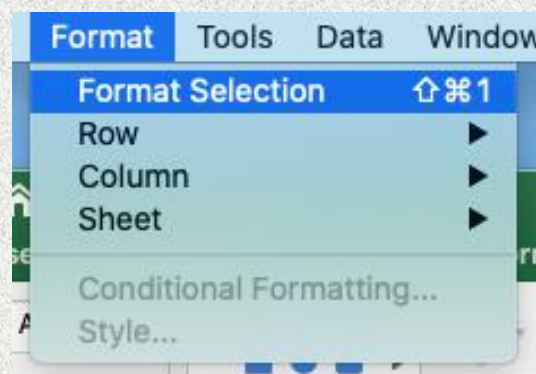 Format Tools Data Window
Format Selection ⇧⌘1
Row ▶
Column ▶
Sheet ▶
Conditional Formatting...
Style...